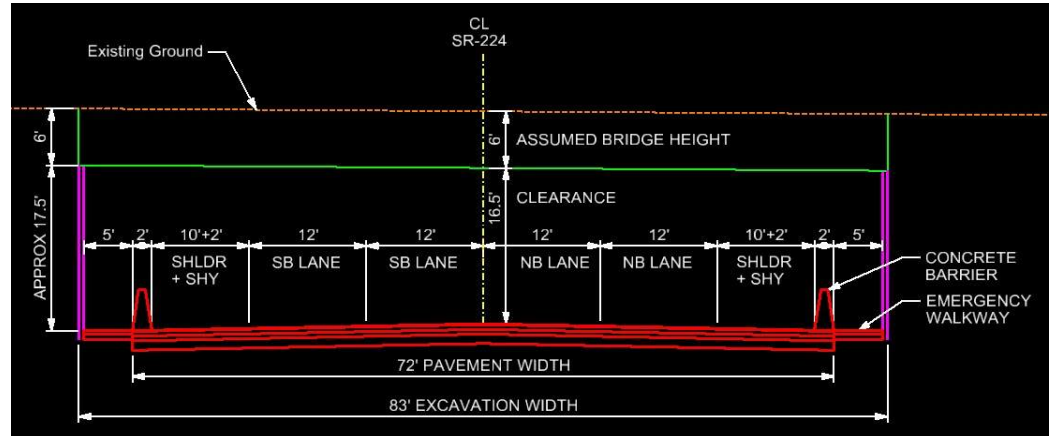 CL
SR-224
Existing Ground
6'
6'
ASSUMED BRIDGE HEIGHT
APPROX 17.5'
16.5'
CLEARANCE
5'
2'
10'+2'
12'
12'
12'
12'
10'+2'
2'
5'
SHLDR
+ SHY
SB LANE
SB LANE
NB LANE
NB LANE
SHLDR
+ SHY
CONCRETE
BARRIER
EMERGENCY
WALKWAY
72' PAVEMENT WIDTH
83' EXCAVATION WIDTH